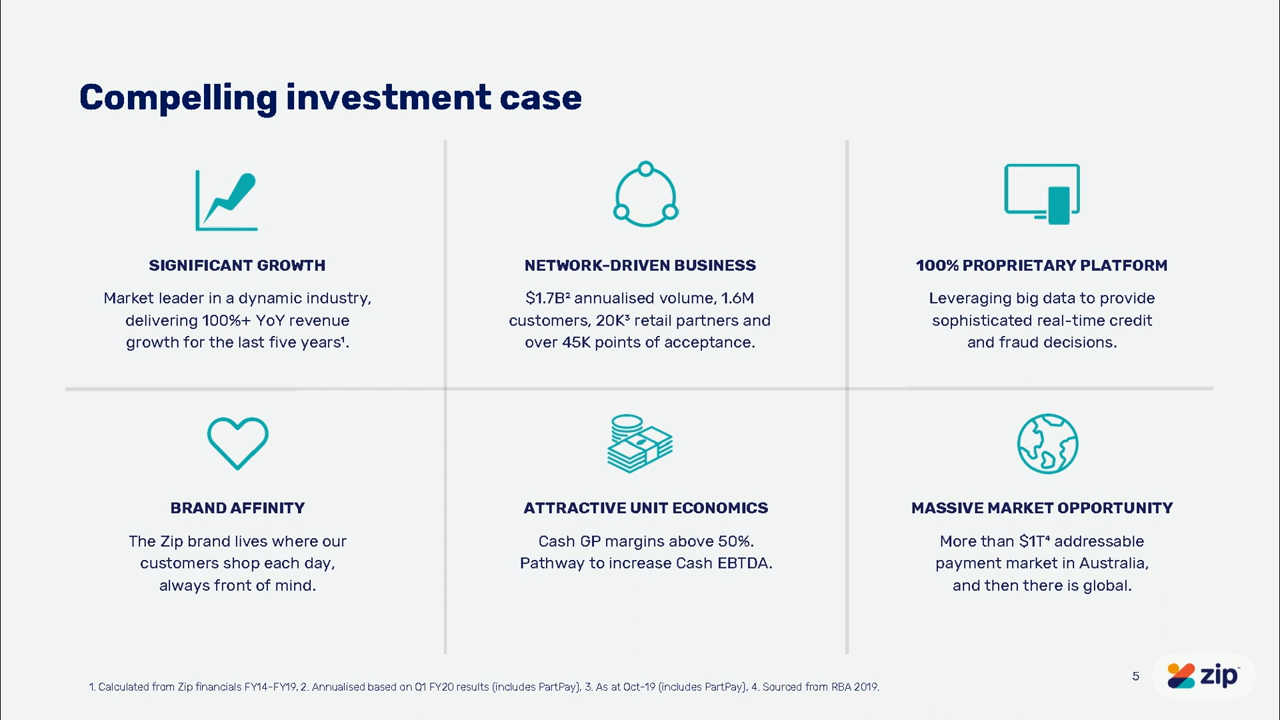 Compelling investment case
SIGNIFICANT GROWTH
Market leader in a dynamic industry,
delivering 100%+ YoY revenue
growth for the last five years¹.
NETWORK-DRIVEN BUSINESS
$1.7B² annualised volume, 1.6M
customers, 20K³ retail partners and
over 45K points of acceptance.
100% PROPRIETARY PLATFORM
Leveraging big data to provide
sophisticated real-time credit
and fraud decisions.
BRAND AFFINITY
The Zip brand lives where our
customers shop each day,
always front of mind.
ATTRACTIVE UNIT ECONOMICS
Cash GP margins above 50%.
Pathway to increase Cash EBTDA.
MASSIVE MARKET OPPORTUNITY
More than $1T⁴ addressable
payment market in Australia,
and then there is global.
1. Calculated from Zip financials FY14-FY19, 2. Annualised based on Q1 FY20 results (includes PartPay), 3. As at Oct-19 (includes PartPay), 4. Sourced from RBA 2019.
5
zip™